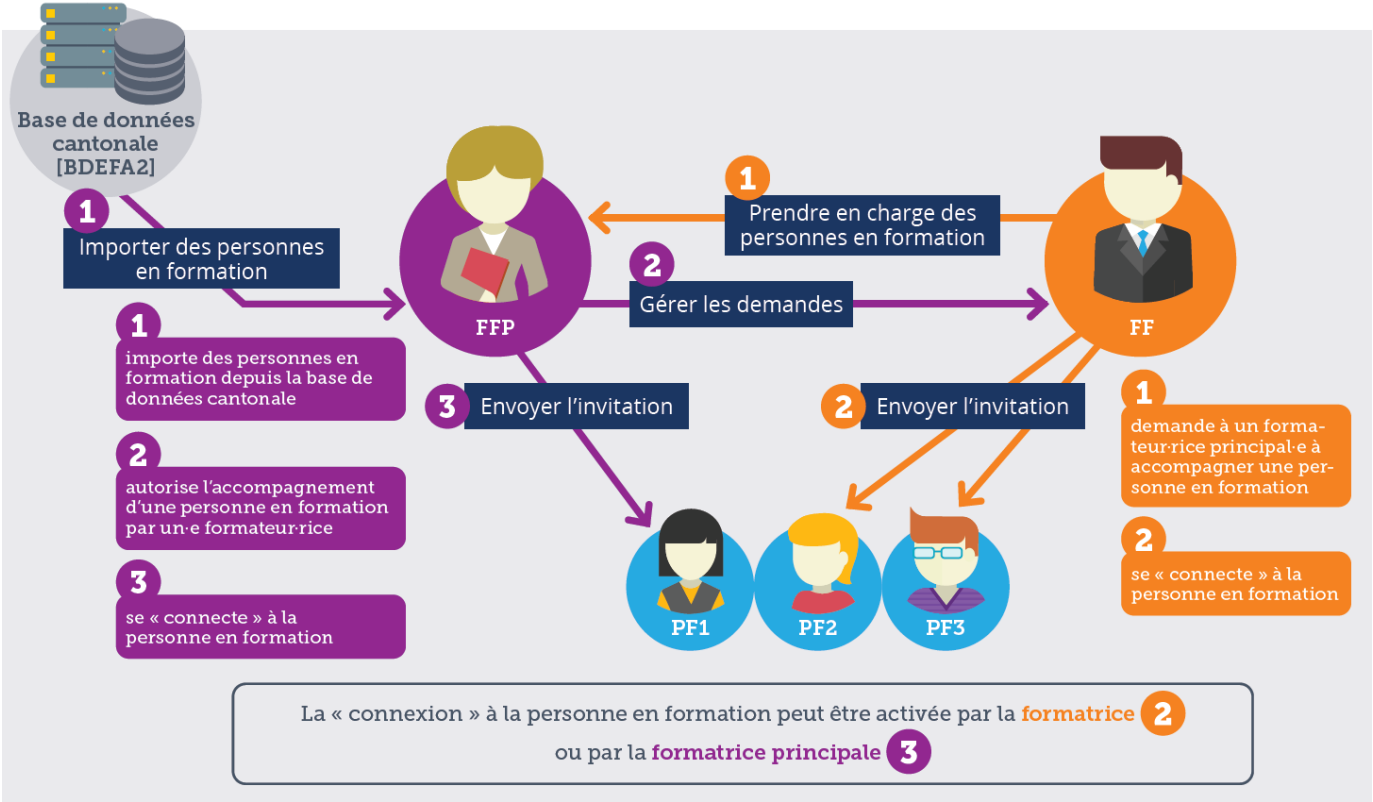 Base de données
cantonale
[BDEFA2]
1
Importer des personnes
en formation
FFP
1
Prendre en charge des
personnes en formation
2
Gérer les demandes
FF
1
importe des personnes en
formation depuis la base de
données cantonale
2
autorise l'accompagnement
d'une personne en formation
par un·e formateur·rice
3
se « connecte » à la
personne en formation
3
Envoyer l'invitation
2
Envoyer l'invitation
1
demande à un forma-
teur·rice principal·e à
accompagner une per-
sonne en formation
2
se « connecte » à la
personne en formation
PF1
PF2
PF3
La « connexion » à la personne en formation peut être activée par la formatrice 2
ou par la formatrice principale 3